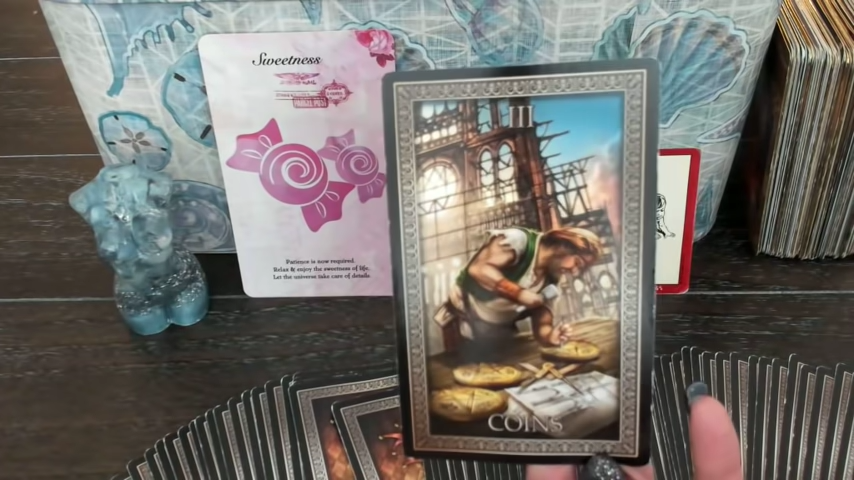 Sweetness
Patience is now required.
Relax & enjoy the sweetness of life.
Let the universe take care of details
III
COINS